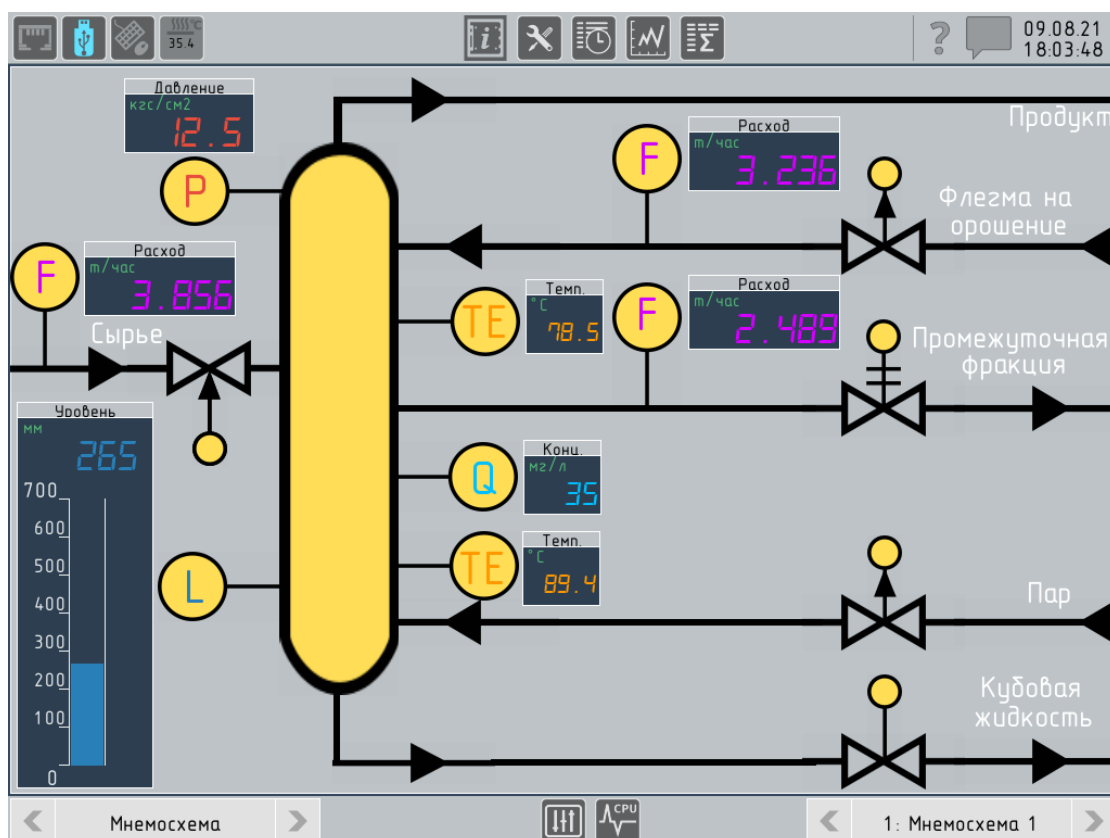 35.4
°C
?
09.08.21
18:03:48
Давление
кгс/см2
12.5
P
Продукт
F
Расход
т/час
3.236
Флегма на
орошение
F
Расход
т/час
3.856
Сырье
TE
Темп.
°C
78.5
F
Расход
т/час
2.489
Промежуточная
фракция
Уровень
мм
265
700
600
500
400
300
200
100
0
Q
Конц.
мг/л
35
L
TE
Темп.
°C
89.4
Пар
Кубовая
жидкость
Мнемосхема
CPU
1: Мнемосхема 1